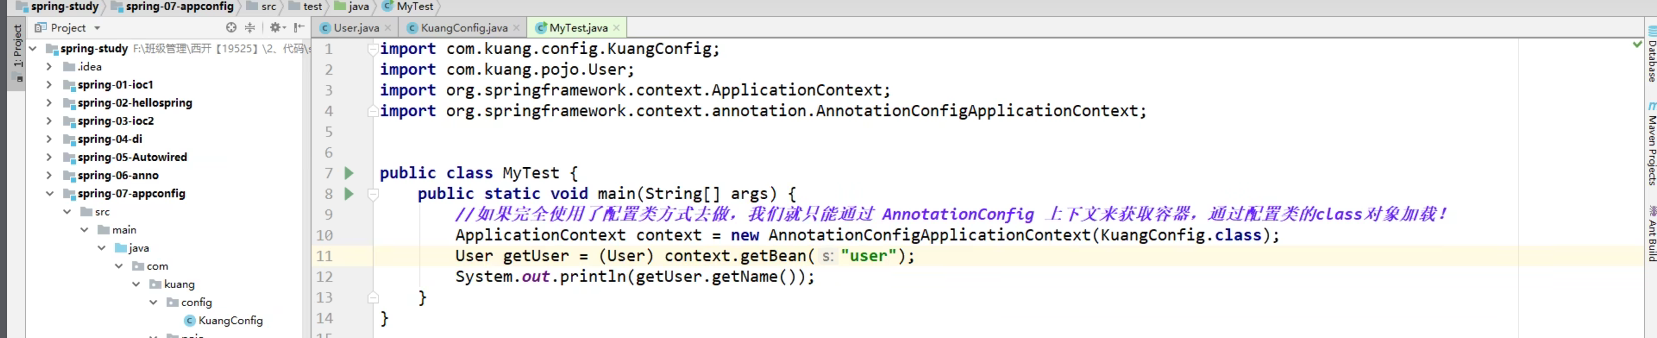 spring-study spring-07-appconfig src test java MyTest
Project
User.java KuangConfig.java MyTest.java
1: Project
spring-study F:\班级管理\西开【19525】\2、代码\s
.idea
spring-01-ioc1
spring-02-hellospring
spring-03-ioc2
spring-04-di
spring-05-Autowired
spring-06-anno
spring-07-appconfig
src
main
java
com
kuang
config
KuangConfig
1 import com.kuang.config.KuangConfig;
2 import com.kuang.pojo.User;
3 import org.springframework.context.ApplicationContext;
4 import org.springframework.context.annotation.AnnotationConfigApplicationContext;
5
6
7 public class MyTest {
8 public static void main(String[] args) {
9 //如果完全使用了配置类方式去做，我们就只能通过 AnnotationConfig 上下文来获取容器，通过配置类的class对象加载！
10 ApplicationContext context = new AnnotationConfigApplicationContext(KuangConfig.class);
11 User getUser = (User) context.getBean( s: "user");
12 System.out.println(getUser.getName());
13 }
14 }
Database
Maven Projects
Ant Build